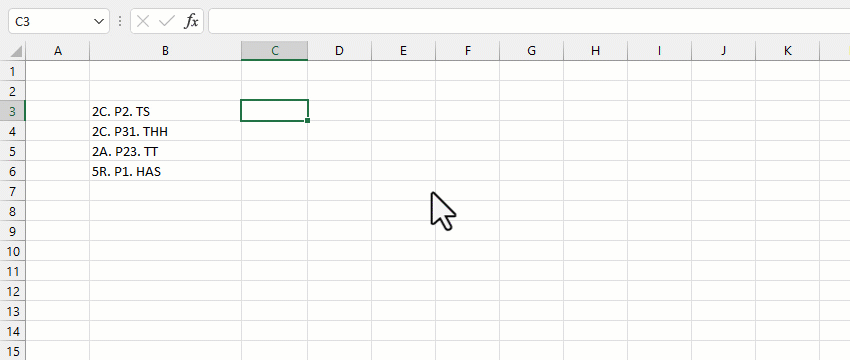 C3 fx
A B C D E F G H I J K
1
2
3 2C. P2. TS
4 2C. P31. THH
5 2A. P23. TT
6 5R. P1. HAS
7
8
9
10
11
12
13
14
15